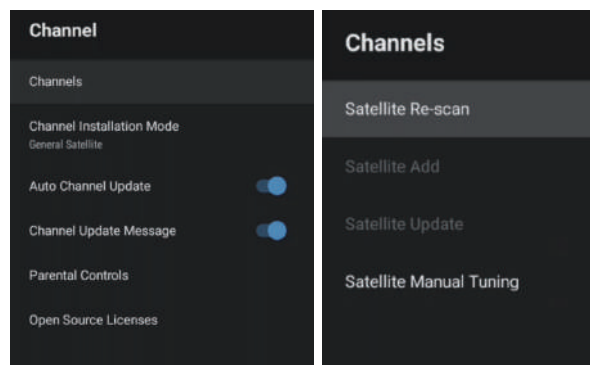 Channel
Channels
Channel Installation Mode
General Satellite
Auto Channel Update
Channel Update Message
Parental Controls
Open Source Licenses
Channels
Satellite Re-scan
Satellite Add
Satellite Update
Satellite Manual Tuning